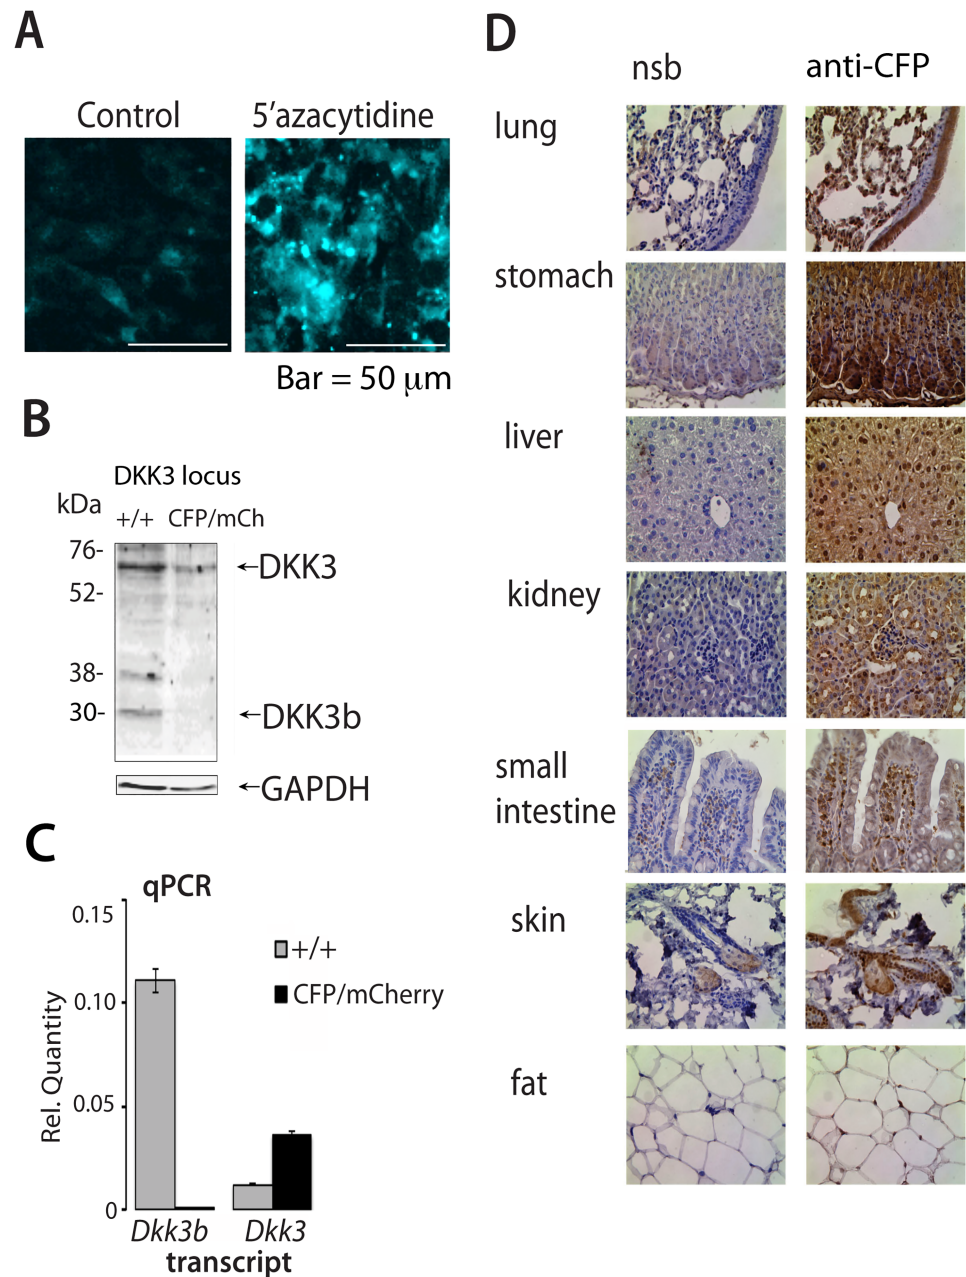 A
Control 5'azacytidine
Bar = 50 µm
B
DKK3 locus
kDa
+/+ CFP/mCh
76-
←DKK3
52-
38-
30-
←DKK3b
←GAPDH
C
qPCR
0.15
+/+
0.10
CFP/mCherry
Rel. Quantity
0.05
0
Dkk3b Dkk3
transcript
D
nsb anti-CFP
lung
stomach
liver
kidney
small
intestine
skin
fat